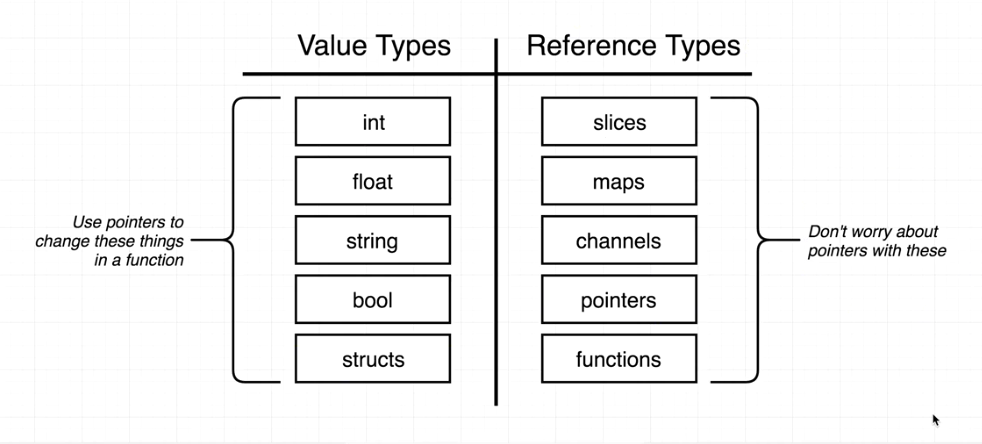 Value Types
Reference Types
int
slices
float
maps
Use pointers to
change these things
in a function
string
channels
Don't worry about
pointers with these
bool
pointers
structs
functions